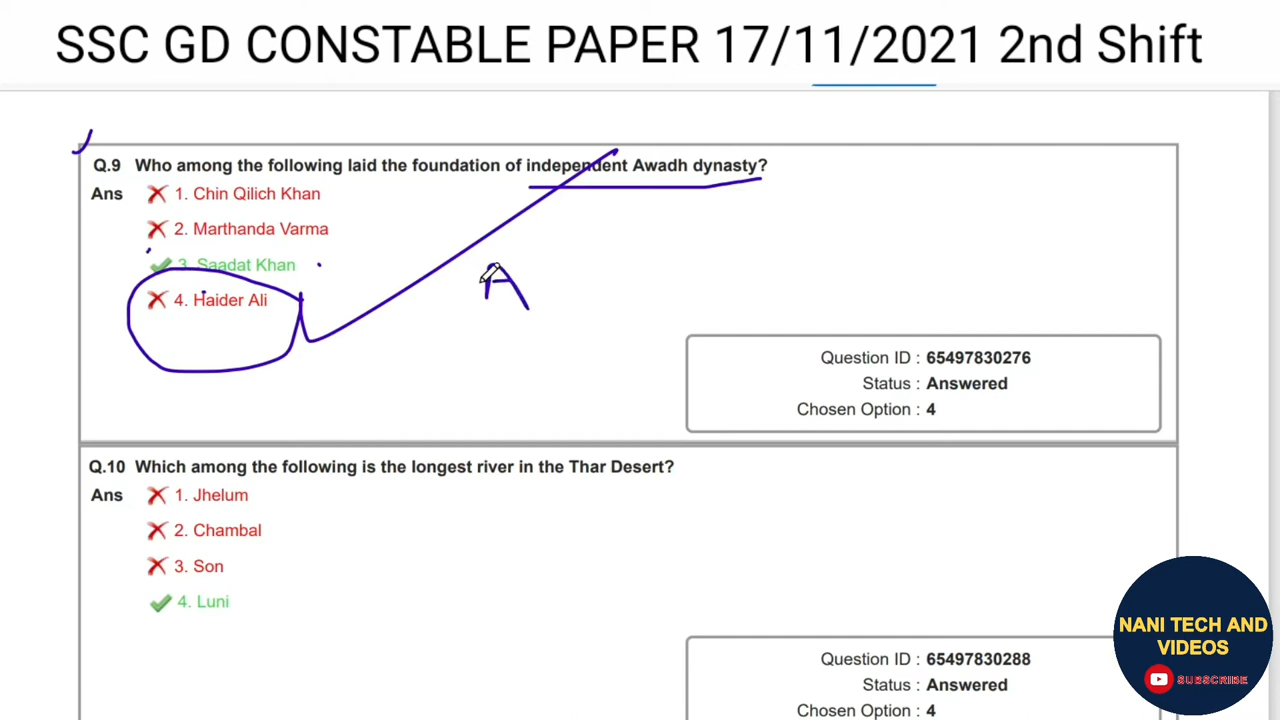 SSC GD CONSTABLE PAPER 17/11/2021 2nd Shift
Q.9 Who among the following laid the foundation of independent Awadh dynasty?
Ans 1. Chin Qilich Khan
2. Marthanda Varma
3. Saadat Khan
4. Haider Ali
A
Question ID : 65497830276
Status : Answered
Chosen Option : 4
Q.10 Which among the following is the longest river in the Thar Desert?
Ans 1. Jhelum
2. Chambal
3. Son
4. Luni
NANI TECH AND
VIDEOS
SUBSCRIBE
Question ID : 65497830288
Status : Answered
Chosen Option : 4